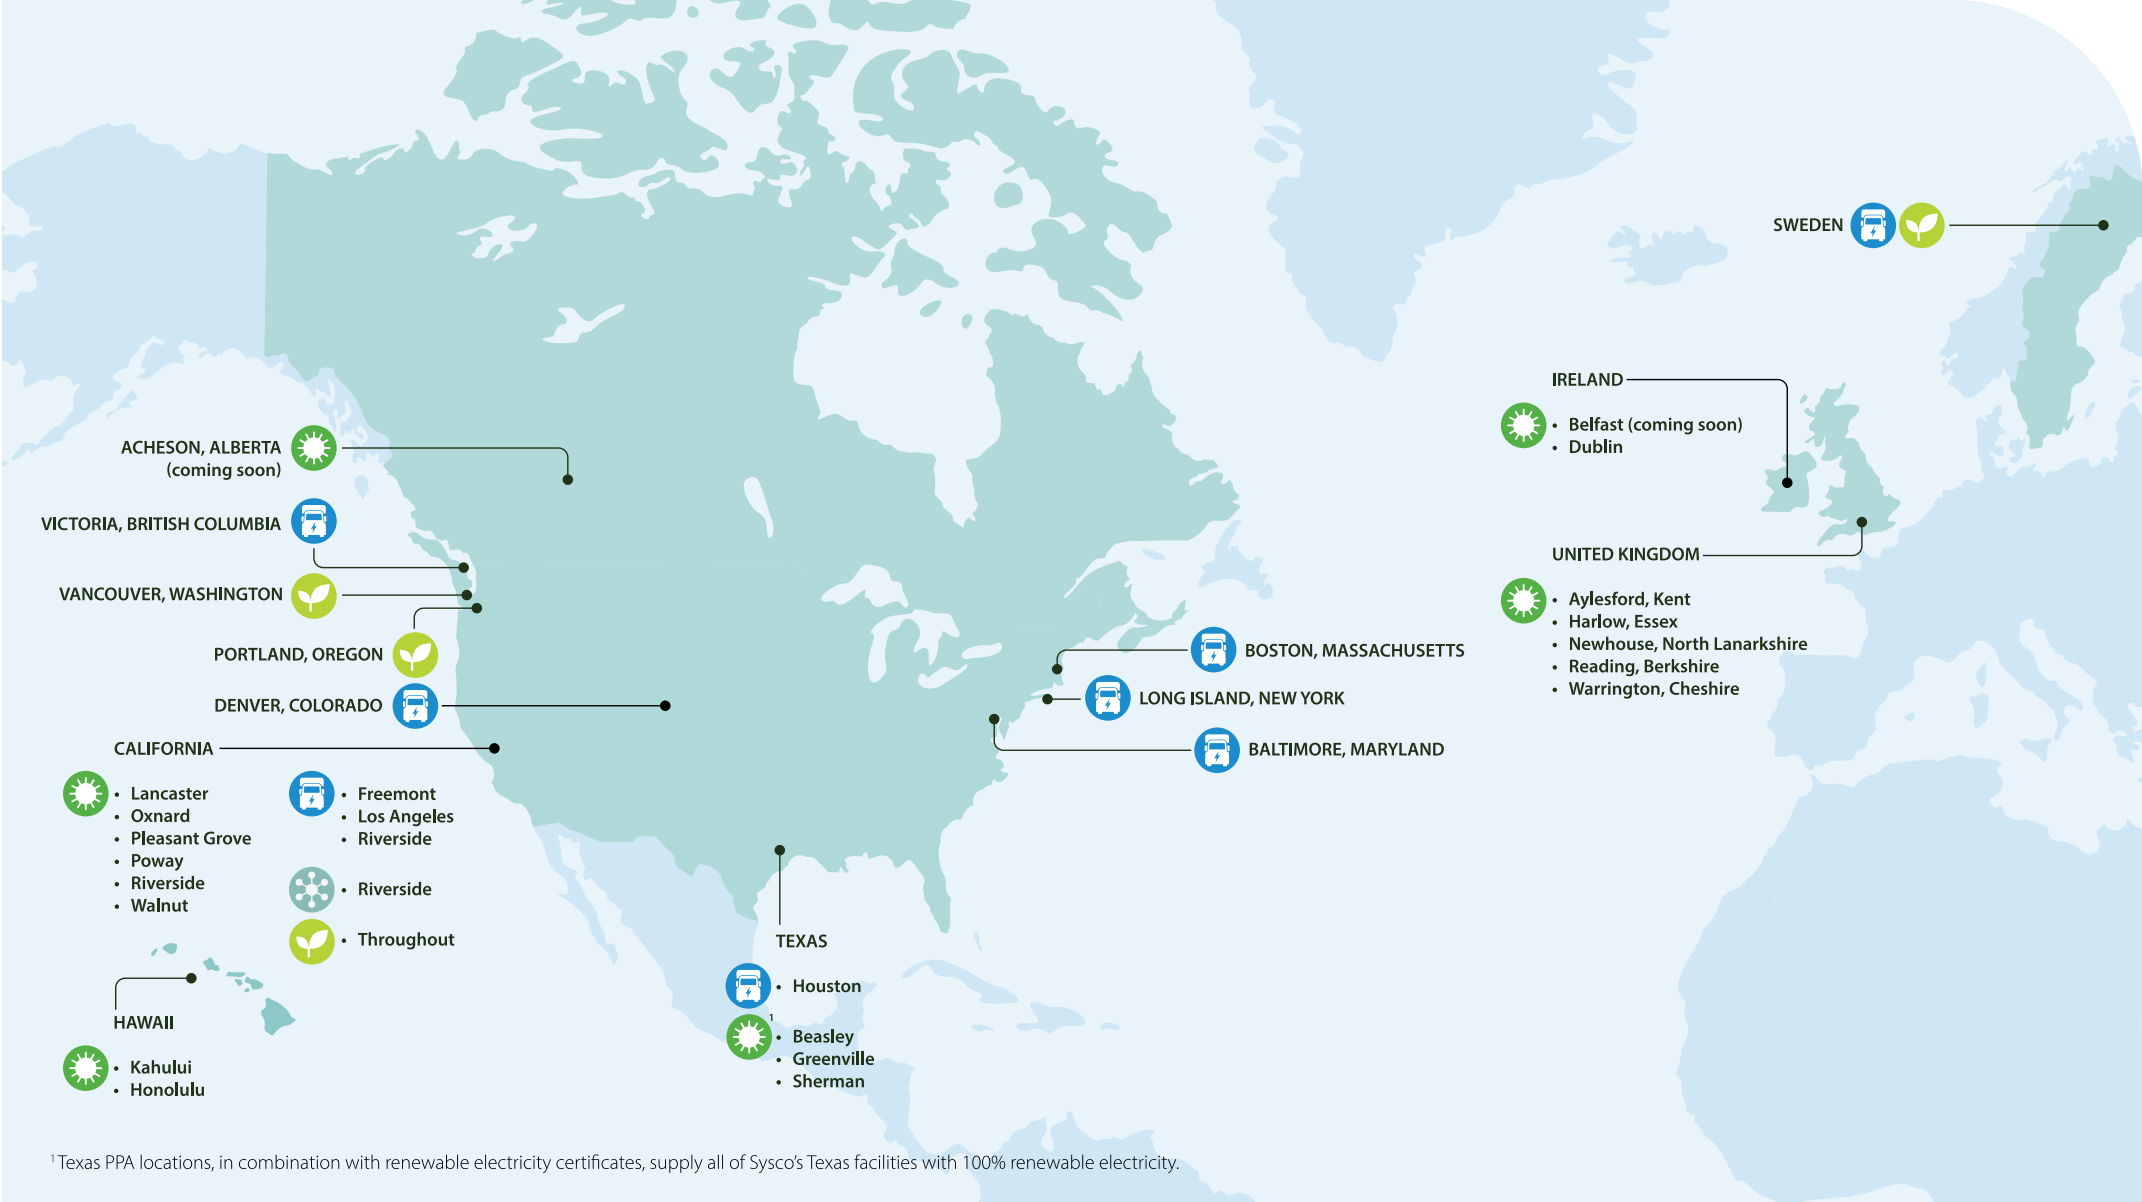 SWEDEN
IRELAND
• Belfast (coming soon)
• Dublin
ACHESON, ALBERTA
(coming soon)
VICTORIA, BRITISH COLUMBIA
VANCOUVER, WASHINGTON
PORTLAND, OREGON
DENVER, COLORADO
CALIFORNIA
• Lancaster
• Oxnard
• Pleasant Grove
• Poway
• Riverside
• Walnut
• Freemont
• Los Angeles
• Riverside
• Riverside
• Throughout
HAWAII
• Kahului
• Honolulu
TEXAS
• Houston
1
• Beasley
• Greenville
• Sherman
BOSTON, MASSACHUSETTS
LONG ISLAND, NEW YORK
BALTIMORE, MARYLAND
UNITED KINGDOM
• Aylesford, Kent
• Harlow, Essex
• Newhouse, North Lanarkshire
• Reading, Berkshire
• Warrington, Cheshire
1 Texas PPA locations, in combination with renewable electricity certificates, supply all of Sysco's Texas facilities with 100% renewable electricity.